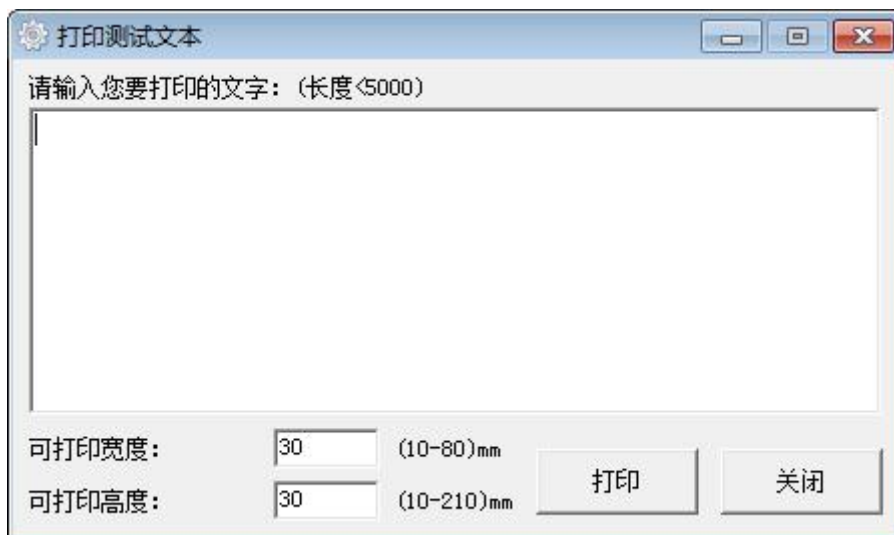 打印测试文本
请输入您要打印的文字:(长度<5000)
可打印宽度: 30 (10-80)mm
可打印高度: 30 (10-210)mm
打印 关闭